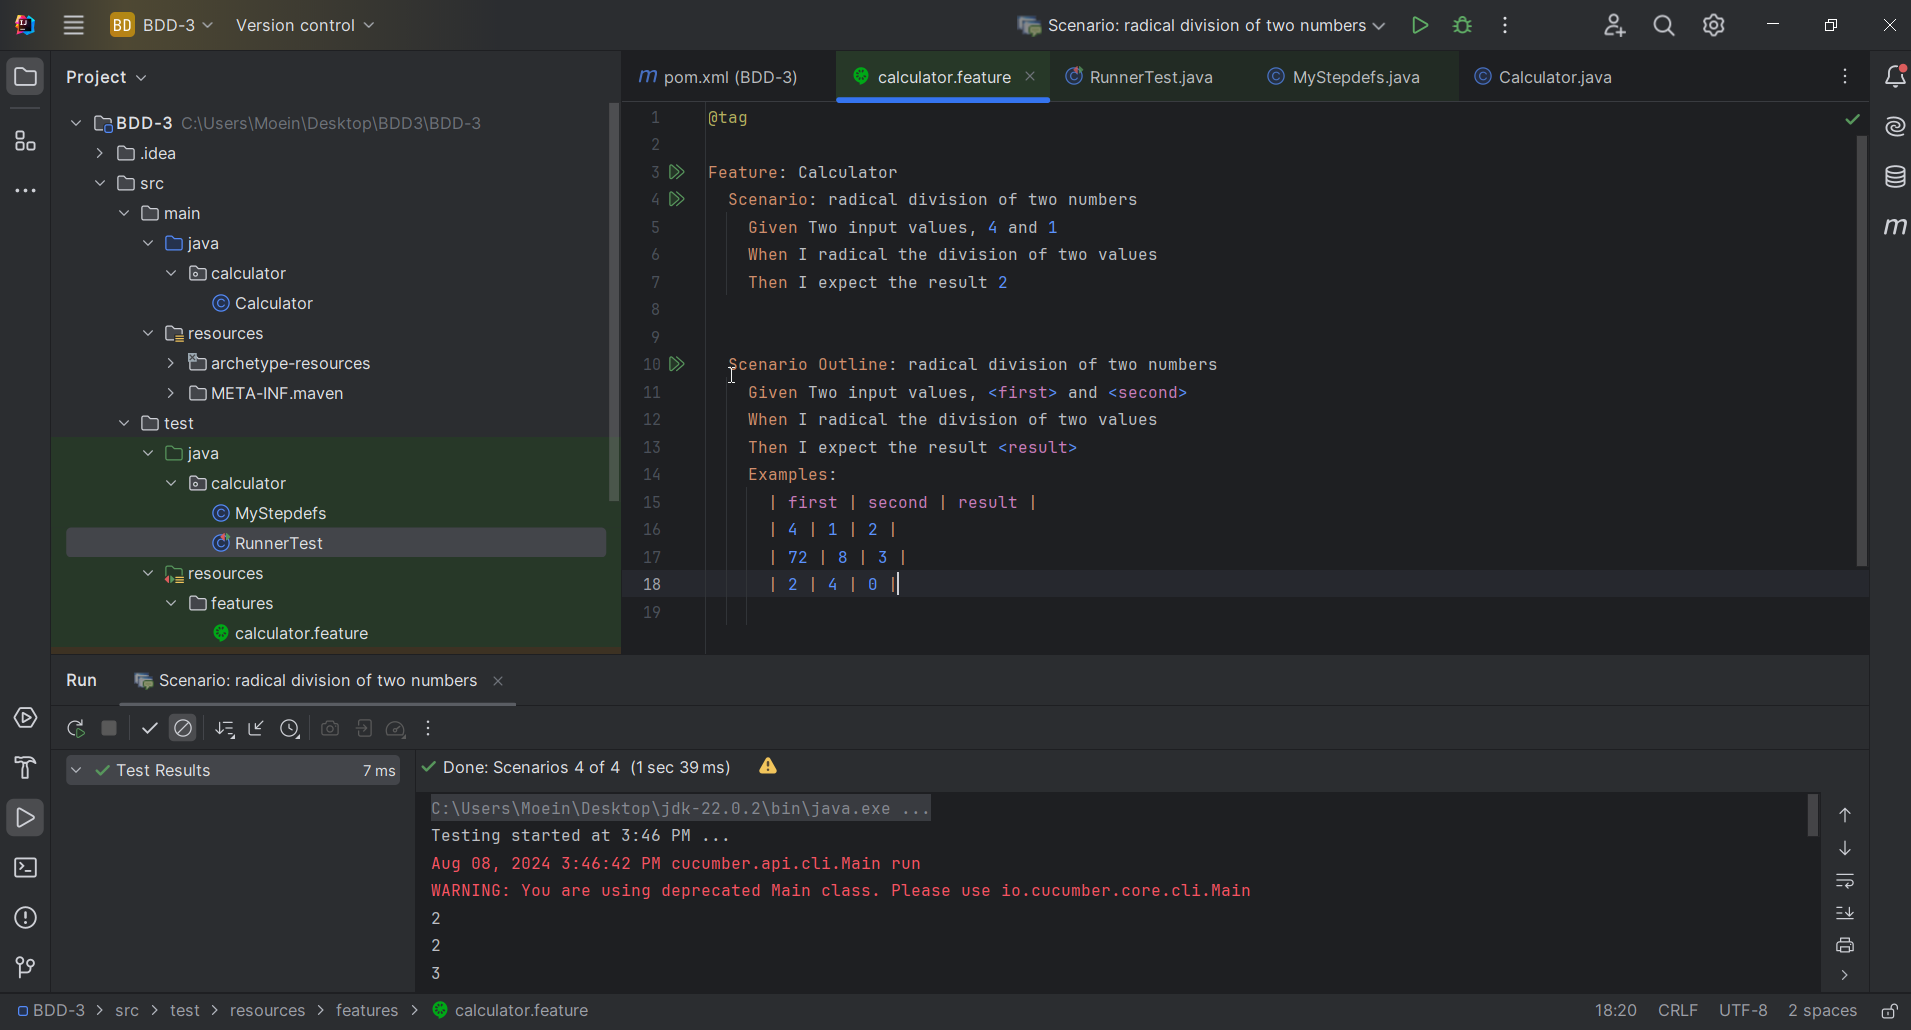 BD BDD-3 Version control Scenario: radical division of two numbers
Project
pom.xml (BDD-3) calculator.feature RunnerTest.java MyStepdefs.java Calculator.java
BDD-3 C:\Users\Moein\Desktop\BDD3\BDD-3
.idea
src
main
java
calculator
Calculator
resources
archetype-resources
META-INF.maven
test
java
calculator
MyStepdefs
RunnerTest
resources
features
calculator.feature
1 @tag
2
3 Feature: Calculator
4 Scenario: radical division of two numbers
5 Given Two input values, 4 and 1
6 When I radical the division of two values
7 Then I expect the result 2
8
9
10 Scenario Outline: radical division of two numbers
11 Given Two input values, <first> and <second>
12 When I radical the division of two values
13 Then I expect the result <result>
14 Examples:
15 | first | second | result |
16 | 4 | 1 | 2 |
17 | 72 | 8 | 3 |
18 | 2 | 4 | 0 |
19
Run Scenario: radical division of two numbers
Test Results 7 ms
Done: Scenarios 4 of 4 (1 sec 39 ms)
C:\Users\Moein\Desktop\jdk-22.0.2\bin\java.exe ...
Testing started at 3:46 PM ...
Aug 08, 2024 3:46:42 PM cucumber.api.cli.Main run
WARNING: You are using deprecated Main class. Please use io.cucumber.core.cli.Main
2
2
3
BDD-3 > src > test > resources > features > calculator.feature 18:20 CRLF UTF-8 2 spaces